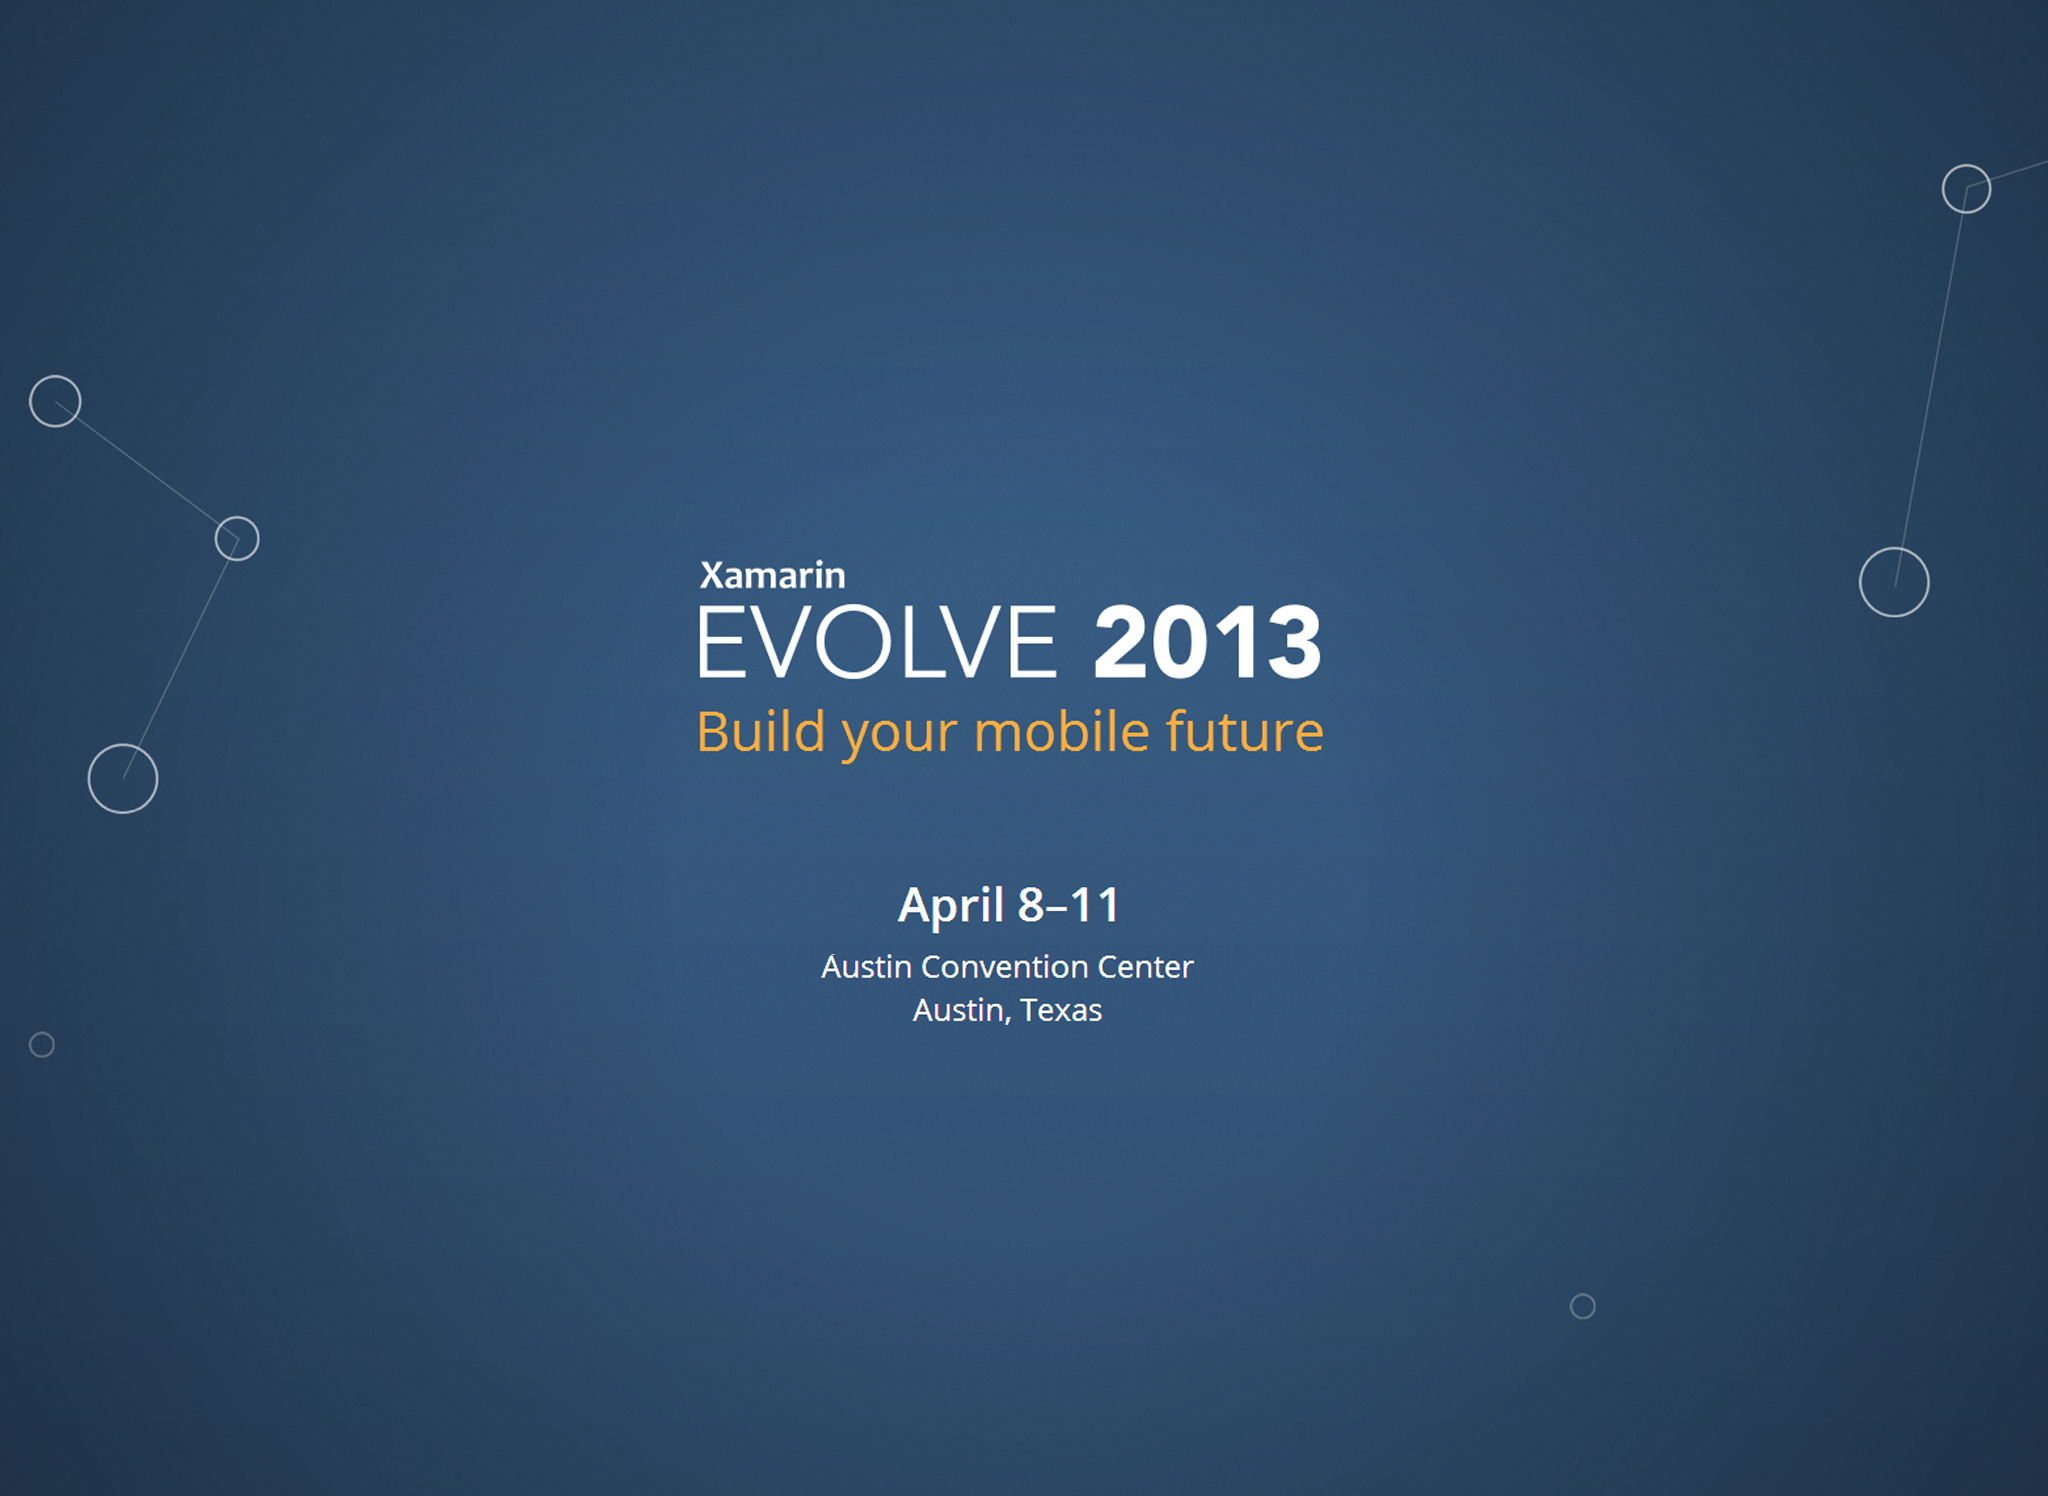 Xamarin
EVOLVE 2013
Build your mobile future
April 8–11
Austin Convention Center
Austin, Texas